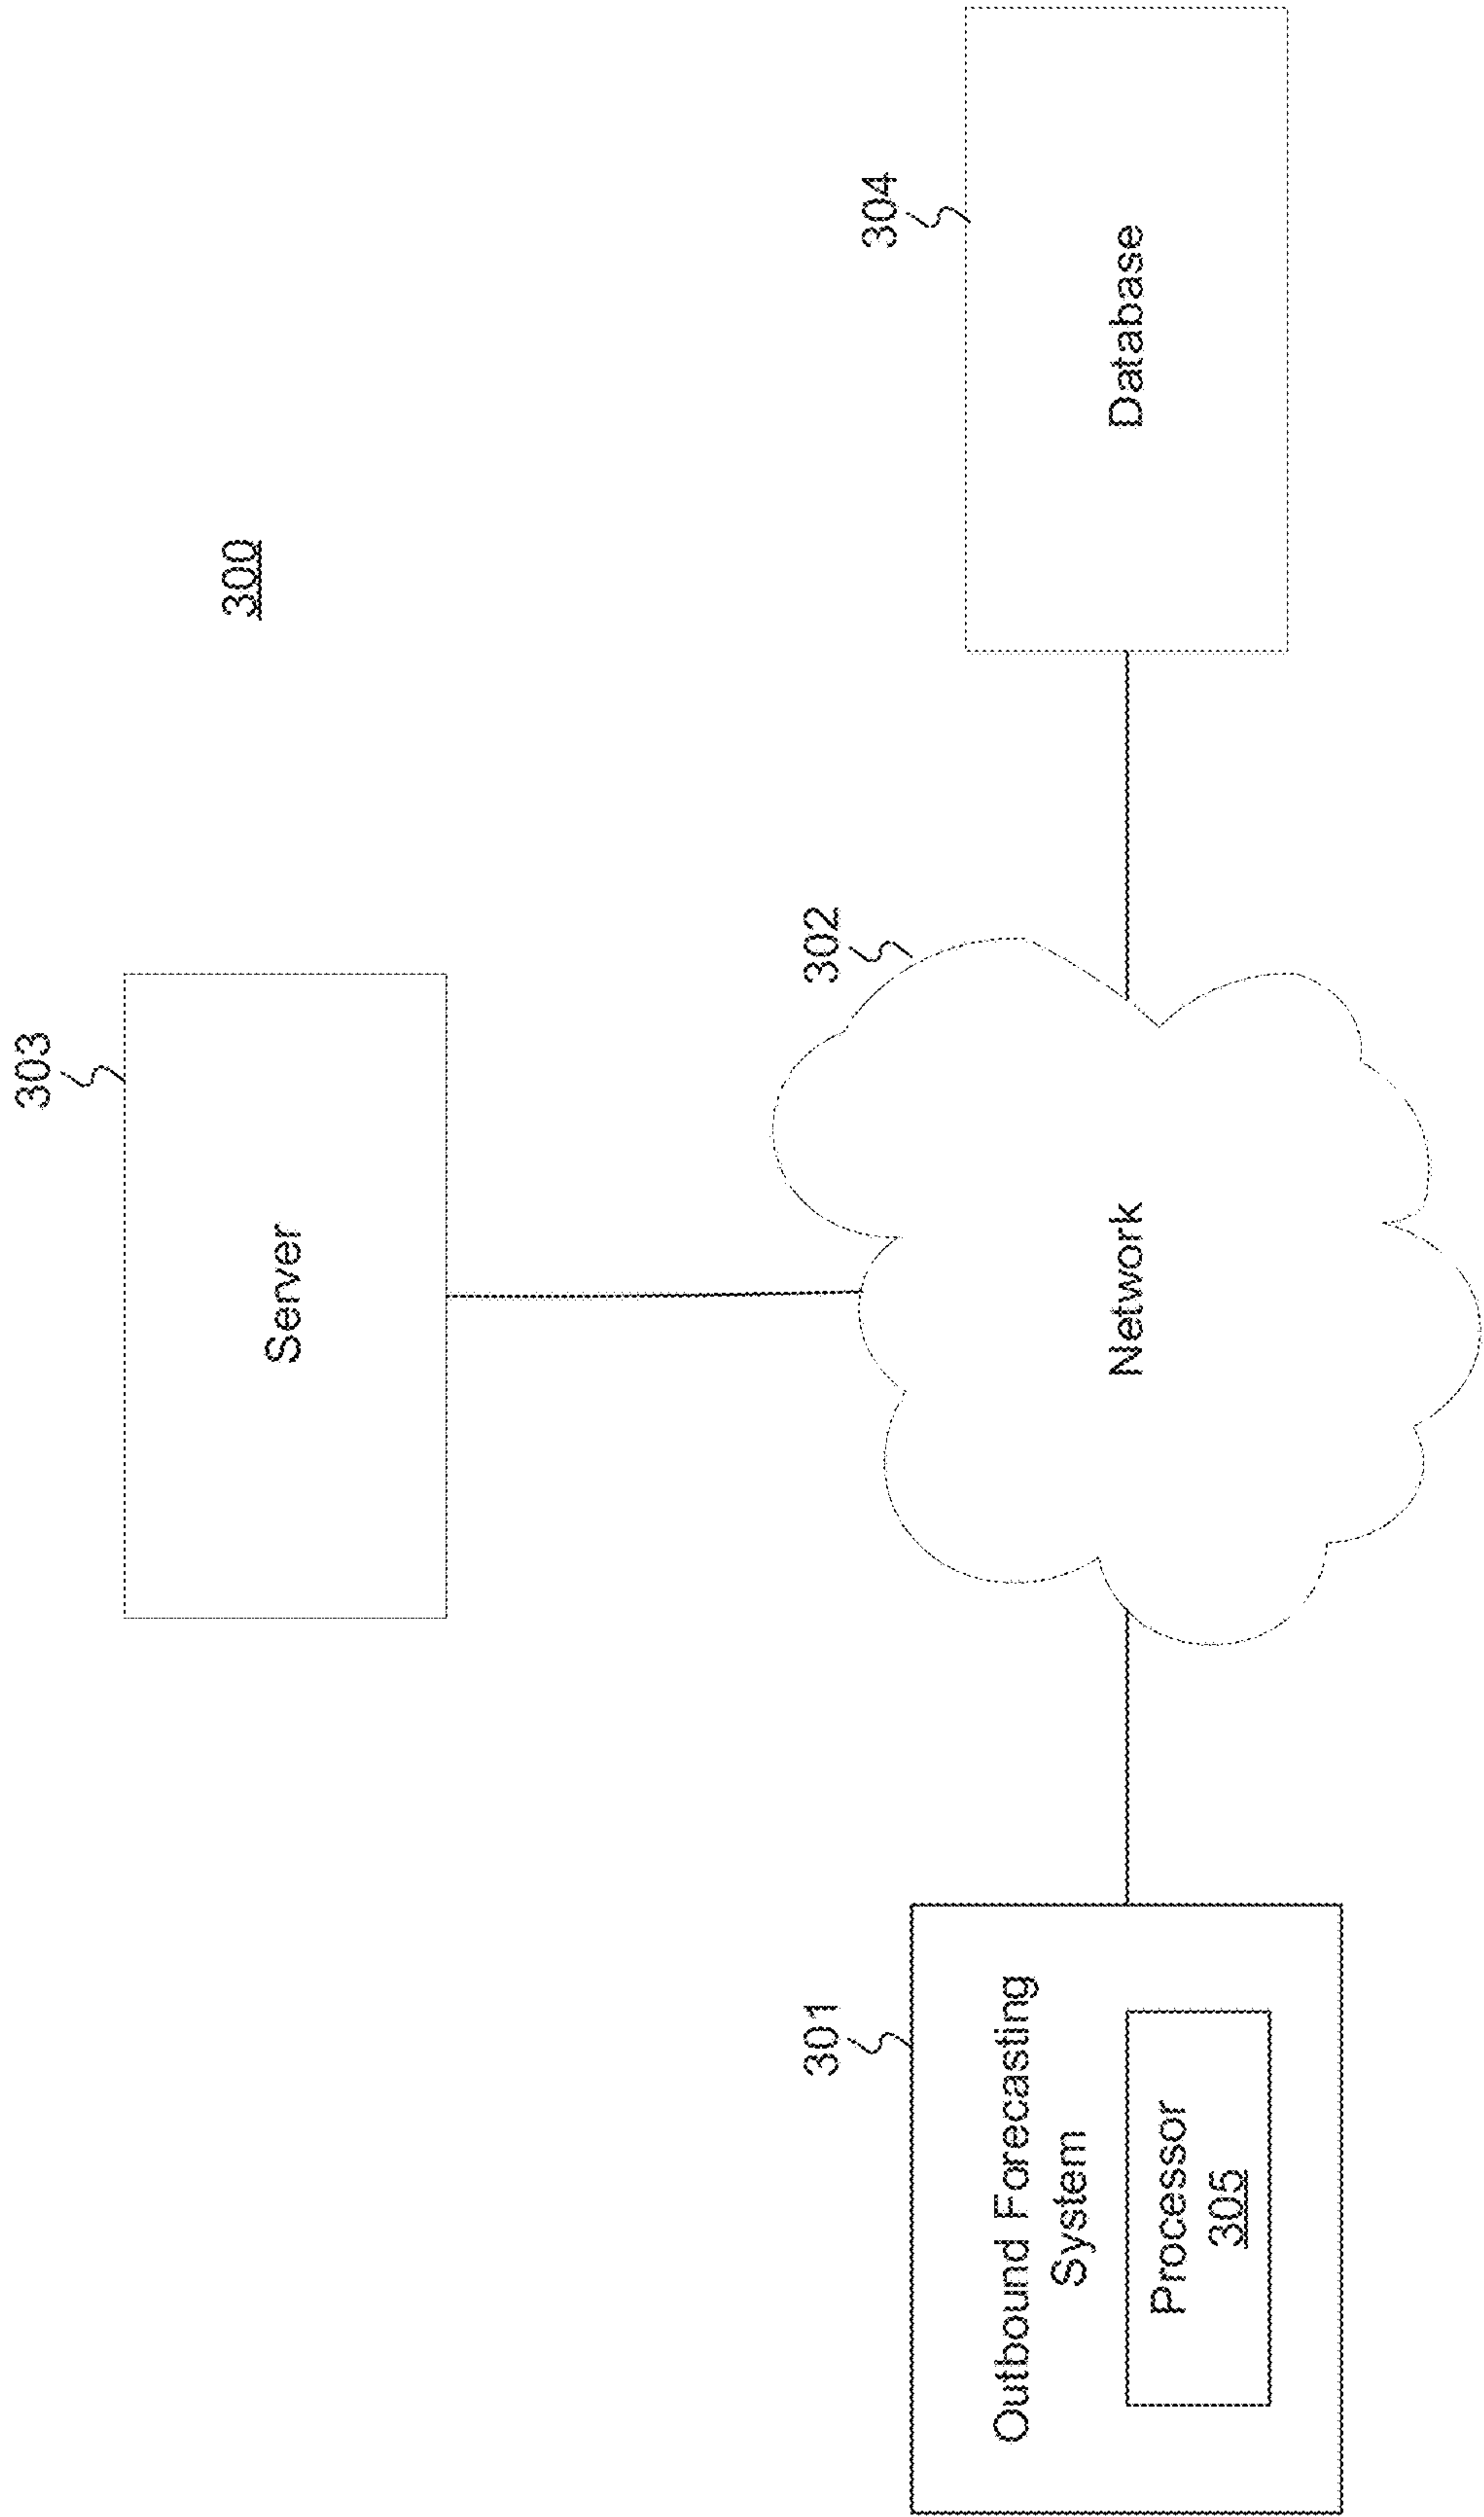 300
303
Server
302
Network
304
Database
301
Outbound Forecasting
System
Processor
305